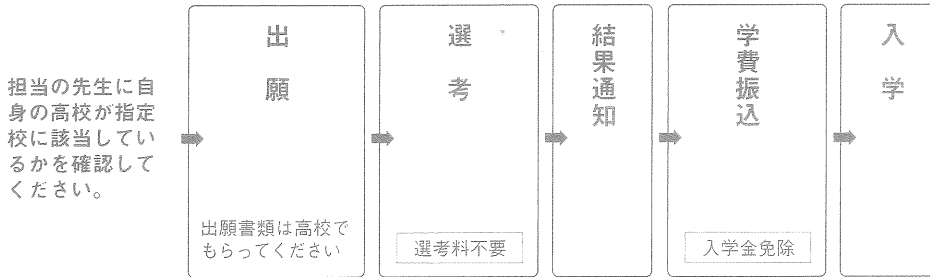 担当の先生に自
身の高校が指定
校に該当してい
るかを確認して
ください。
出願
出願書類は高校で
もらってください
選考
選考料不要
結果通知
学費振込
入学金免除
入学